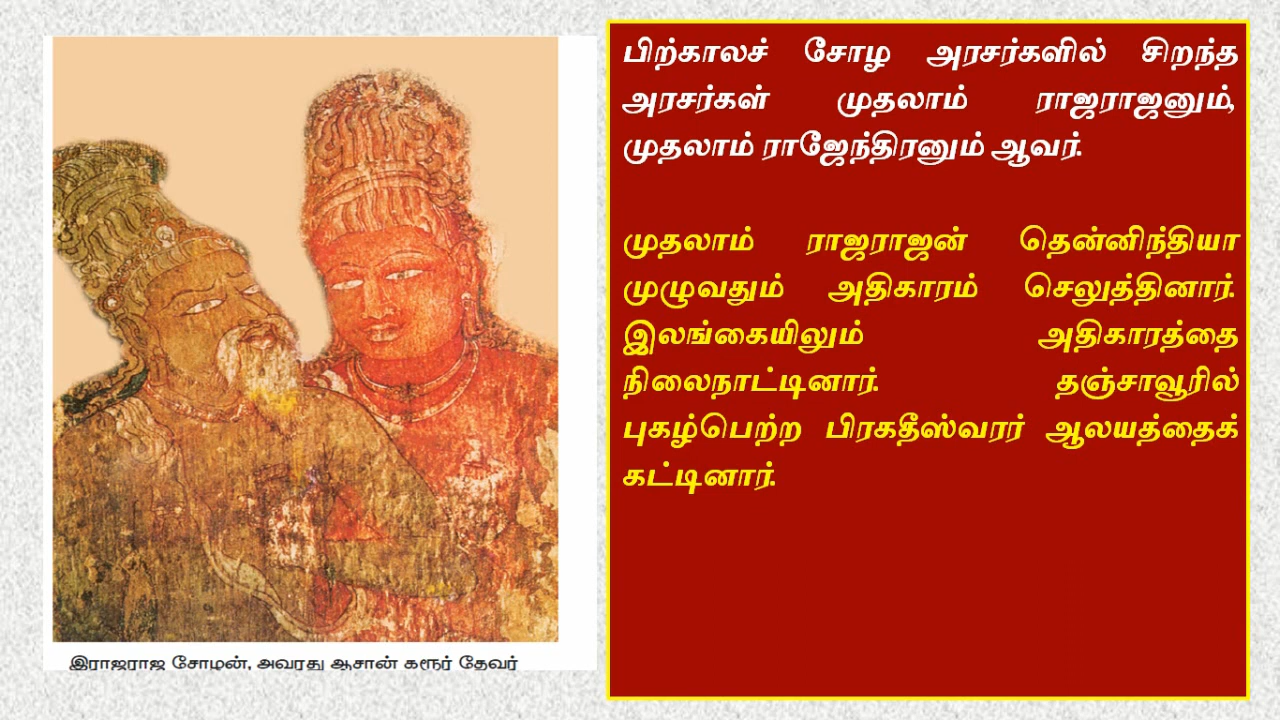 பிற்காலச் சோழ அரசர்களில் சிறந்த
அரசர்கள் முதலாம் ராஜராஜனும்,
முதலாம் ராஜேந்திரனும் ஆவர்.
முதலாம் ராஜராஜன் தென்னிந்தியா
முழுவதும் அதிகாரம் செலுத்தினார்.
இலங்கையிலும் அதிகாரத்தை
நிலைநாட்டினார். தஞ்சாவூரில்
புகழ்பெற்ற பிரகதீஸ்வரர் ஆலயத்தைக்
கட்டினார்.
இராஜராஜ சோழன், அவரது ஆசான் கரூர் தேவர்